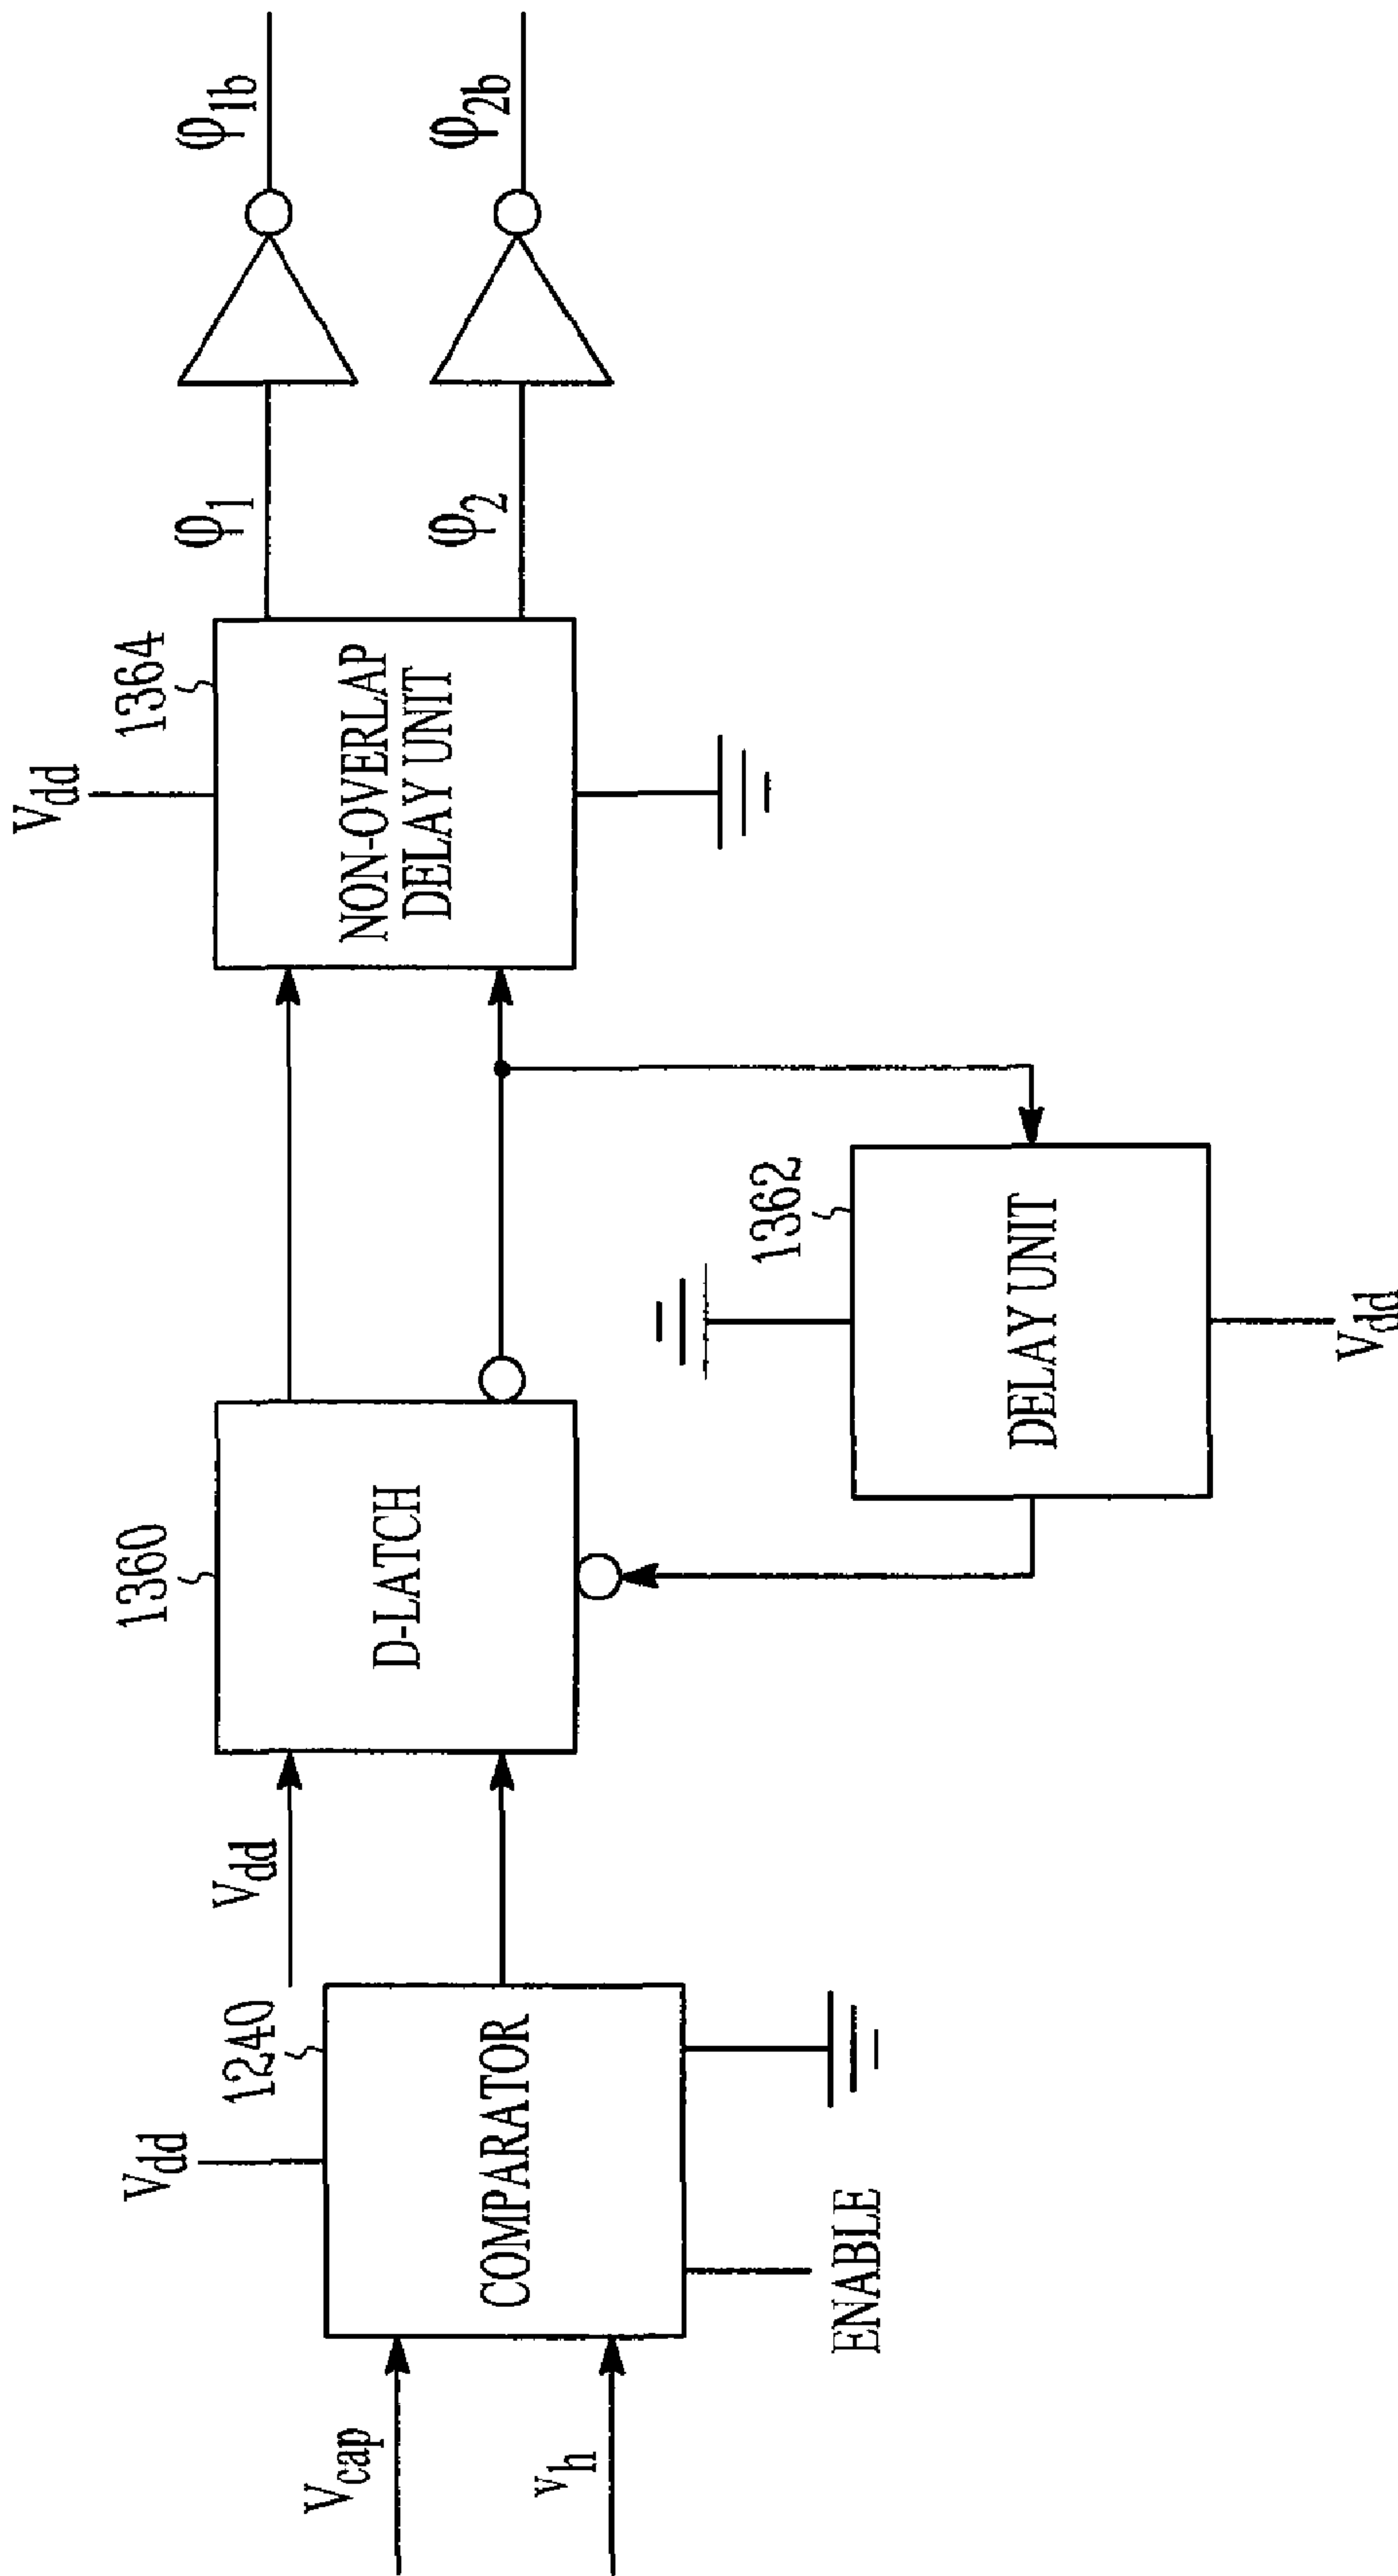 Vcap
vh
Vdd
1240
COMPARATOR
ENABLE
Vdd
1360
D-LATCH
1362
DELAY UNIT
Vdd
Vdd
1364
NON-OVERLAP
DELAY UNIT
φ1
φ2
φ1b
φ2b